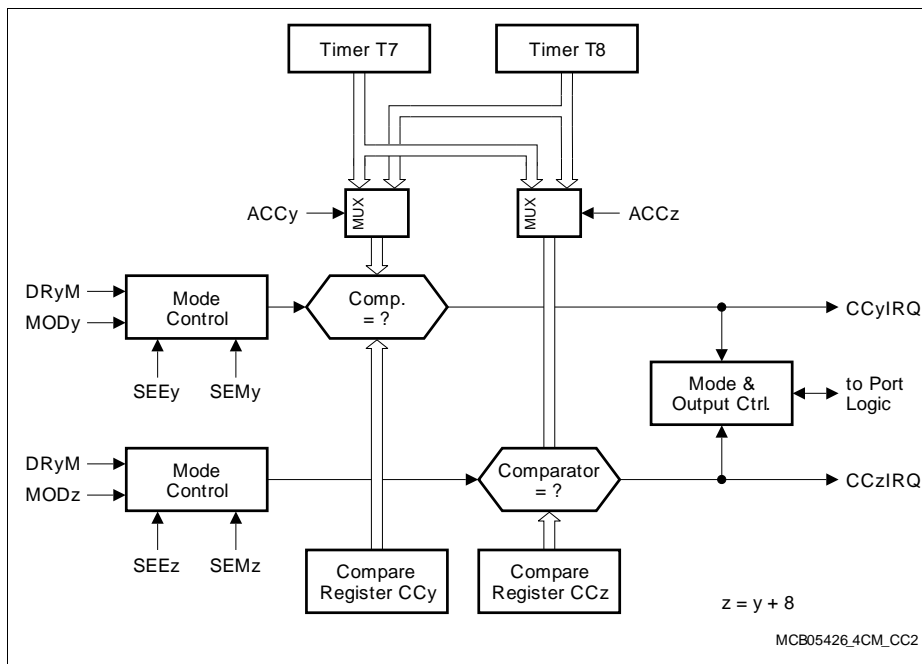 Timer T7
Timer T8
ACCy
MUX
MUX
ACCz
DRyM
MODy
Mode
Control
Comp.
= ?
CCyIRQ
SEEy
SEMy
Mode &
Output Ctrl.
to Port
Logic
DRyM
MODz
Mode
Control
Comparator
= ?
CCzIRQ
SEEz
SEMz
Compare
Register CCy
Compare
Register CCz
z = y + 8
MCB05426_4CM_CC2